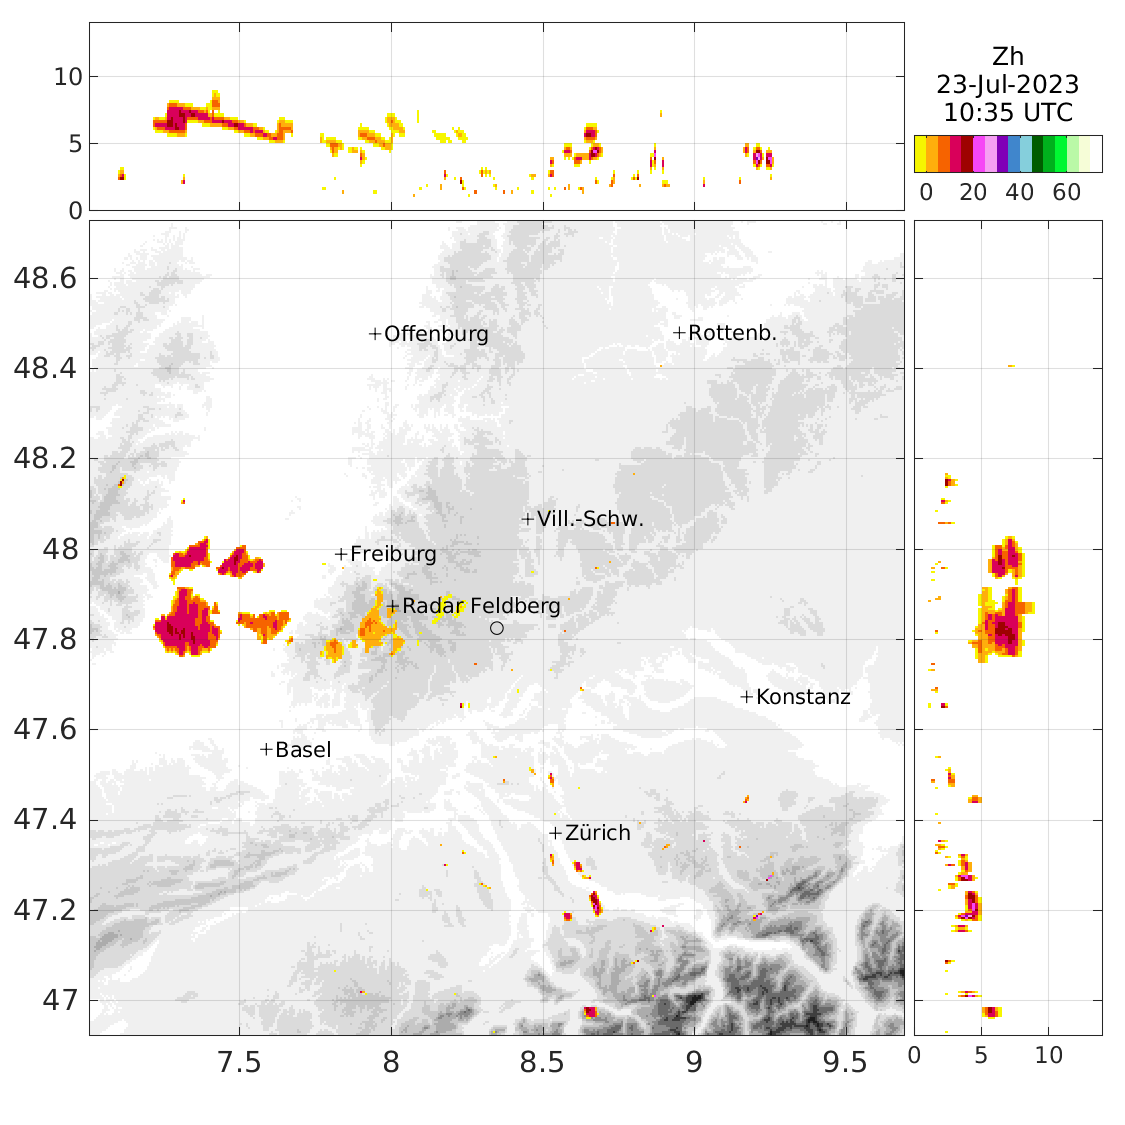 10
5
0
Zh
23-Jul-2023
10:35 UTC
0 20 40 60
48.6
48.4
48.2
48
47.8
47.6
47.4
47.2
47
Offenburg
Rottenb.
Vill.-Schw.
Freiburg
Radar Feldberg
Konstanz
Basel
Zürich
7.5 8 8.5 9 9.5
0 5 10